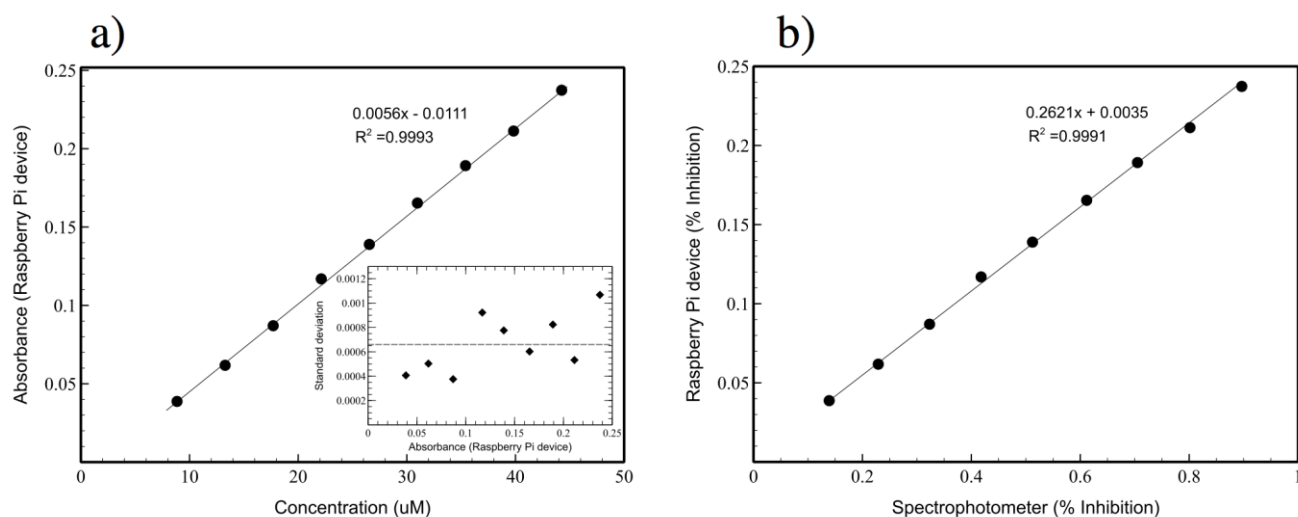 a)
0.25
0.2
0.15
0.1
0.05
0
10
20
30
40
50
Absorbance (Raspberry Pi device)
Concentration (uM)
0.0056x - 0.0111
R² =0.9993
0.0012
0.0010
0.0008
0.0006
0.0004
0.0002
0
0.05
0.1
0.15
0.2
0.25
Standard deviation
Absorbance (Raspberry Pi device)
b)
0.25
0.2
0.15
0.1
0.05
0
0.2
0.4
0.6
0.8
1
Raspberry Pi device (% Inhibition)
Spectrophotometer (% Inhibition)
0.2621x + 0.0035
R² =0.9991